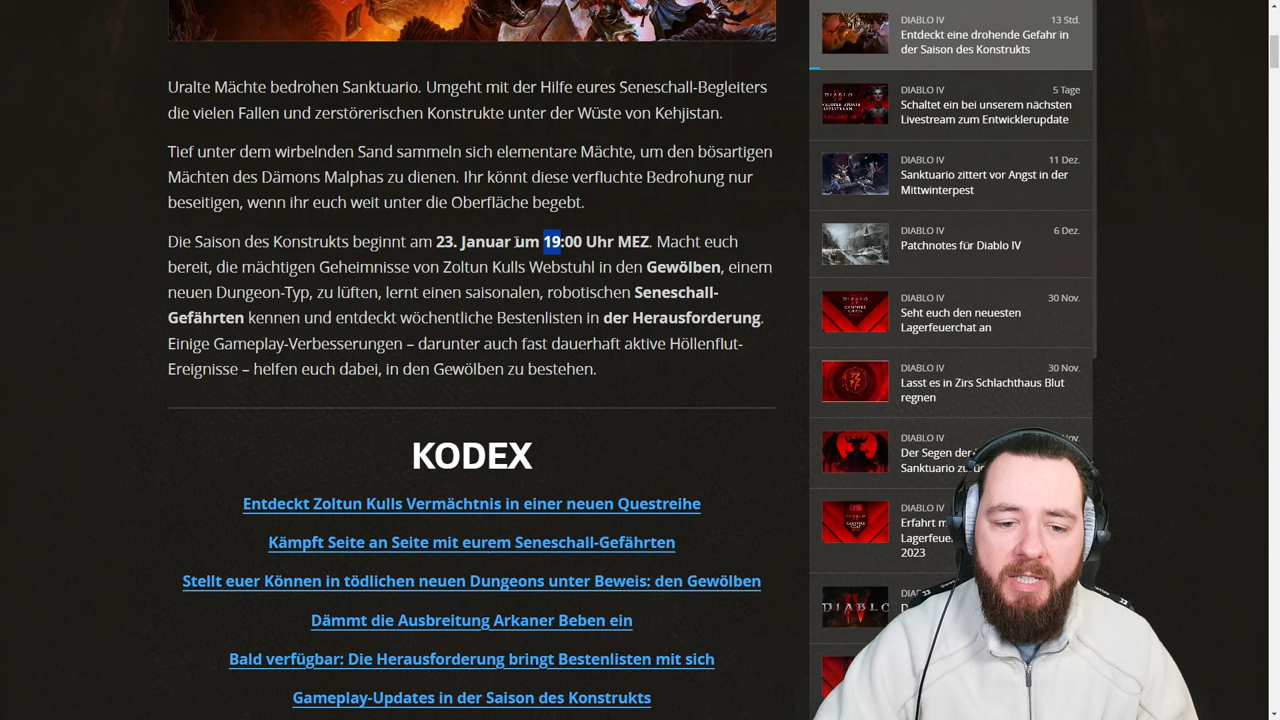 Uralte Mächte bedrohen Sanktuario. Umgeht mit der Hilfe eures Seneschall-Begleiters
die vielen Fallen und zerstörerischen Konstrukte unter der Wüste von Kehjistan.
Tief unter dem wirbelnden Sand sammeln sich elementare Mächte, um den bösartigen
Mächten des Dämons Malphas zu dienen. Ihr könnt diese verfluchte Bedrohung nur
beseitigen, wenn ihr euch weit unter die Oberfläche begebt.
Die Saison des Konstrukts beginnt am 23. Januar um 19:00 Uhr MEZ. Macht euch
bereit, die mächtigen Geheimnisse von Zoltun Kulls Webstuhl in den Gewölben, einem
neuen Dungeon-Typ, zu lüften, lernt einen saisonalen, robotischen Seneschall-
Gefährten kennen und entdeckt wöchentliche Bestenlisten in der Herausforderung.
Einige Gameplay-Verbesserungen – darunter auch fast dauerhaft aktive Höllenflut-
Ereignisse – helfen euch dabei, in den Gewölben zu bestehen.
KODEX
Entdeckt Zoltun Kulls Vermächtnis in einer neuen Questreihe
Kämpft Seite an Seite mit eurem Seneschall-Gefährten
Stellt euer Können in tödlichen neuen Dungeons unter Beweis: den Gewölben
Dämmt die Ausbreitung Arkaner Beben ein
Bald verfügbar: Die Herausforderung bringt Bestenlisten mit sich
Gameplay-Updates in der Saison des Konstrukts
DIABLO IV 13 Std.
Entdeckt eine drohende Gefahr in
der Saison des Konstrukts
DIABLO IV 5 Tage
Schaltet ein bei unserem nächsten
Livestream zum Entwicklerupdate
DIABLO IV 11 Dez.
Sanktuario zittert vor Angst in der
Mittwinterpest
DIABLO IV 6 Dez.
Patchnotes für Diablo IV
DIABLO IV 30 Nov.
Seht euch den neuesten
Lagerfeuerchat an
DIABLO IV 30 Nov.
Lasst es in Zirs Schlachthaus Blut
regnen
DIABLO IV
Der Segen der
Sanktuario
DIABLO IV
Erfahrt
2023
DIABLO